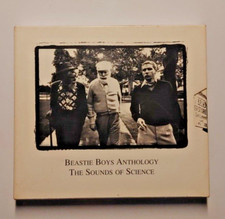 Beastie Boys Anthology
The Sounds of Science